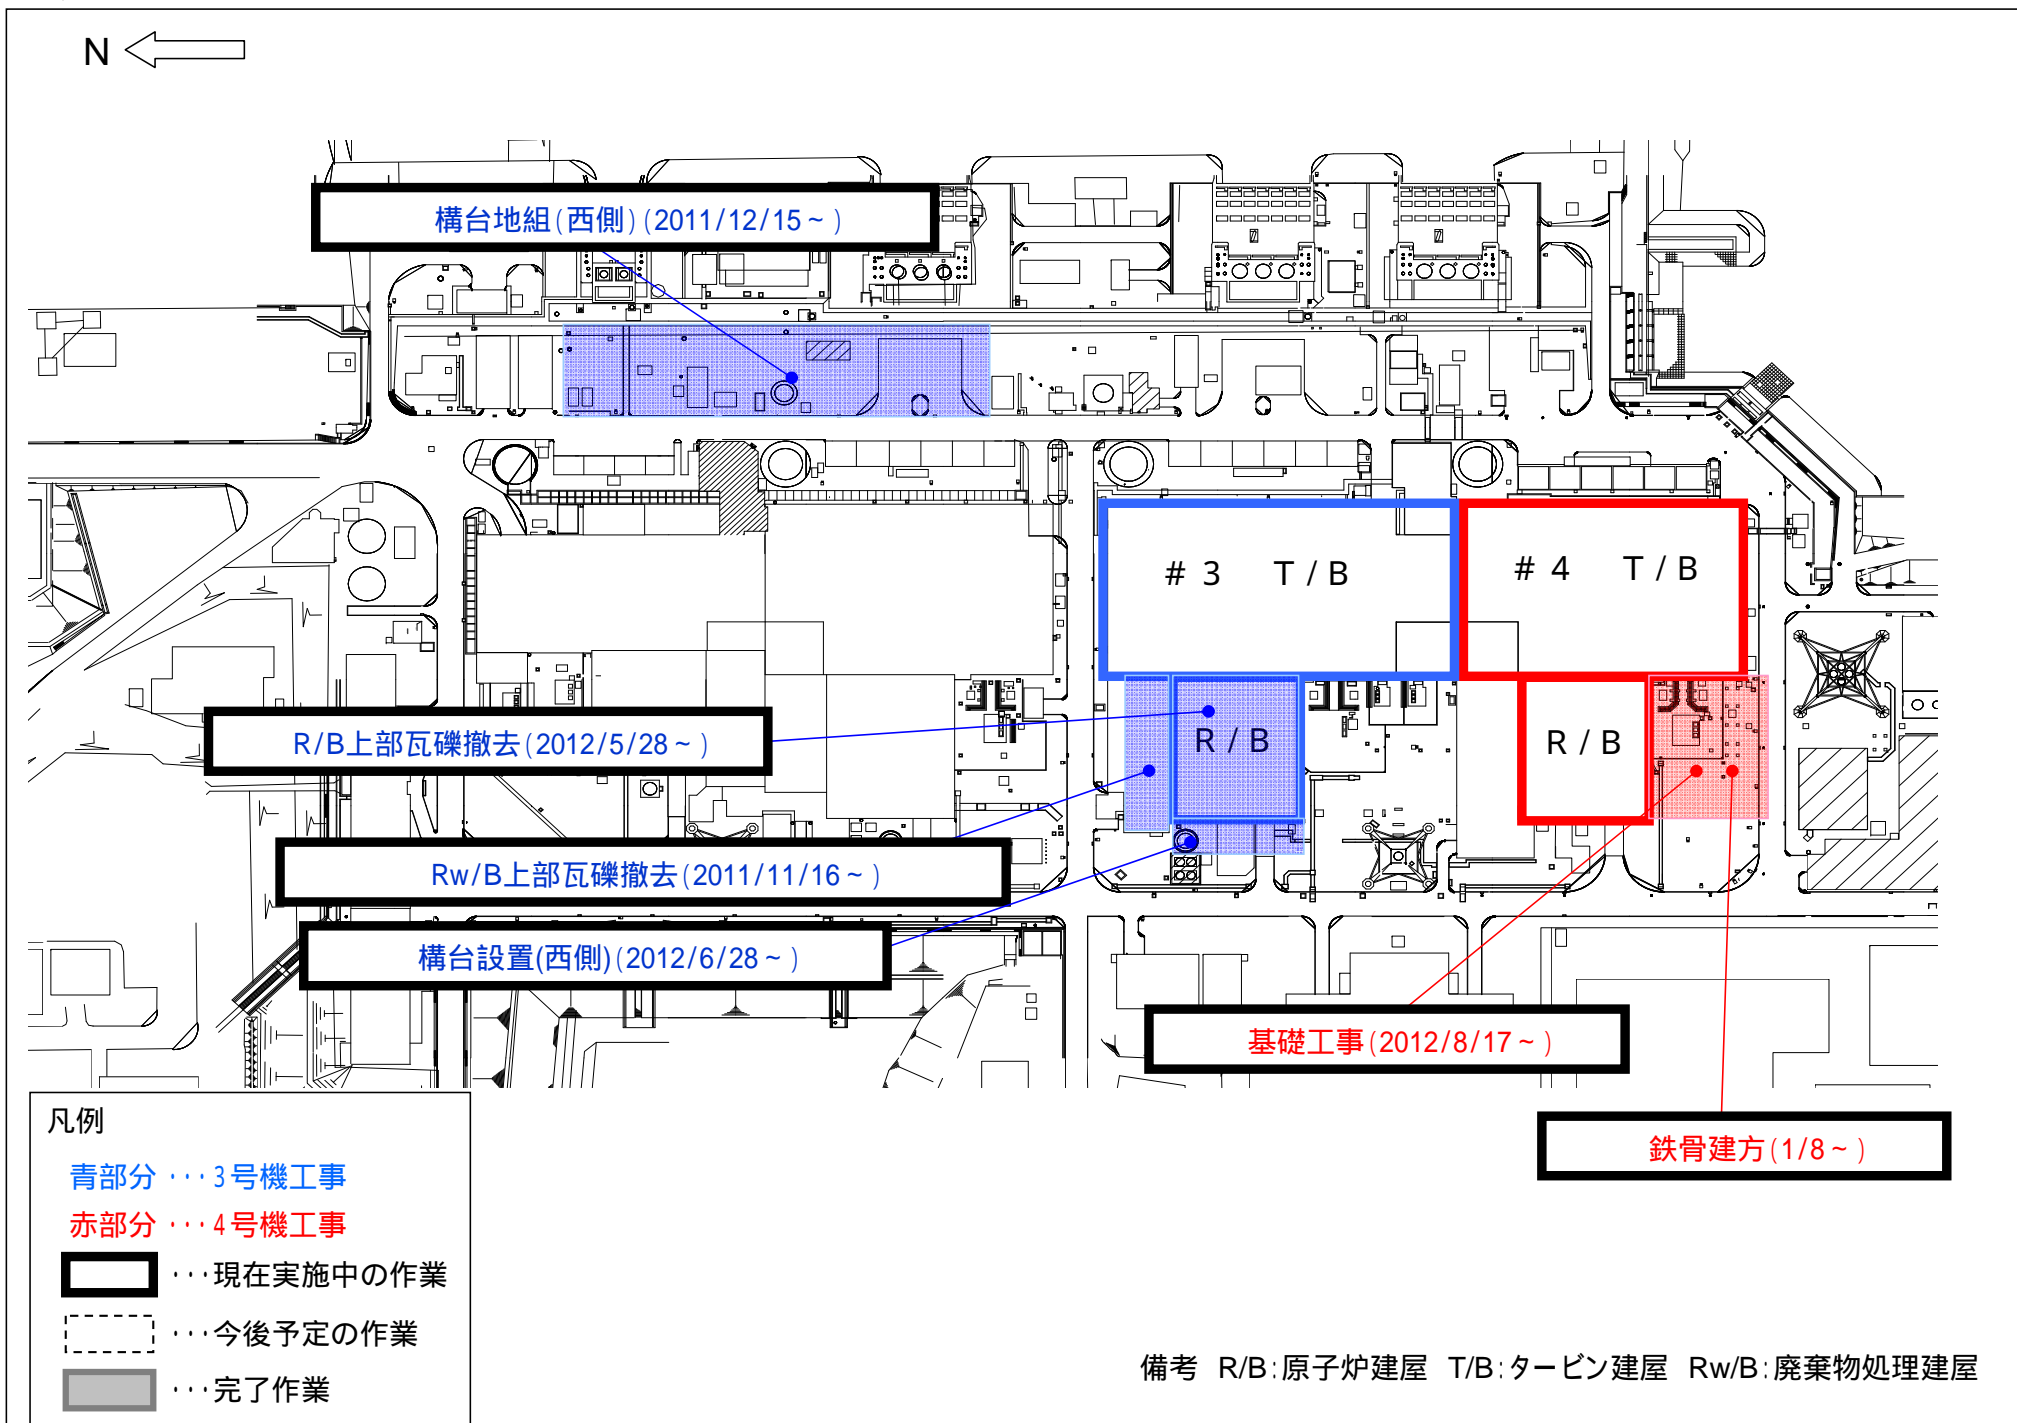 N
構台地組(西側)(2011/12/15~)
# 3 T/B
# 4 T/B
R/B上部瓦礫撤去(2012/5/28~)
R/B
R/B
Rw/B上部瓦礫撤去(2011/11/16~)
構台設置(西側)(2012/6/28~)
基礎工事(2012/8/17~)
鉄骨建方(1/8~)
凡例
青部分 ･･･3号機工事
赤部分 ･･･4号機工事
･･･現在実施中の作業
･･･今後予定の作業
･･･完了作業
備考 R/B:原子炉建屋 T/B:タービン建屋 Rw/B:廃棄物処理建屋